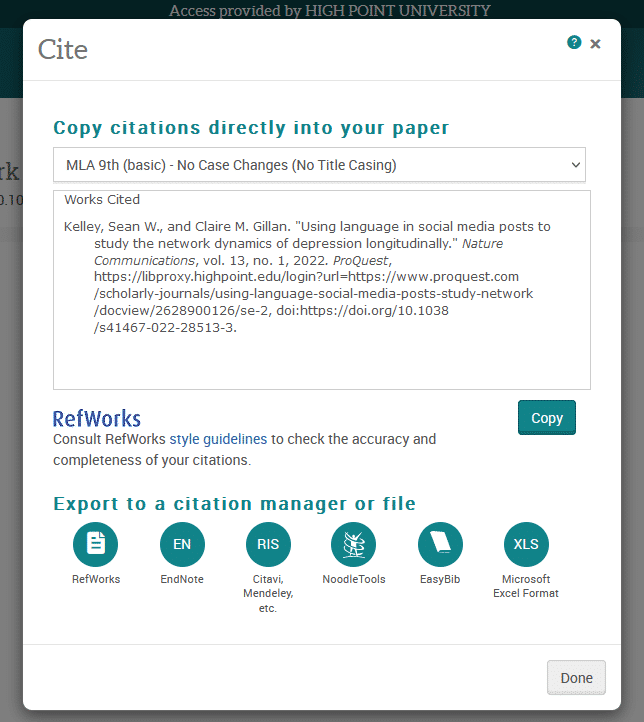 Access provided by HIGH POINT UNIVERSITY
Cite
? ×
rk
0.10
Copy citations directly into your paper
MLA 9th (basic) - No Case Changes (No Title Casing)
Works Cited
Kelley, Sean W., and Claire M. Gillan. "Using language in social media posts to
study the network dynamics of depression longitudinally." Nature
Communications, vol. 13, no. 1, 2022. ProQuest,
https://libproxy.highpoint.edu/login?url=https://www.proquest.com
/scholarly-journals/using-language-social-media-posts-study-network
/docview/2628900126/se-2, doi:https://doi.org/10.1038
/s41467-022-28513-3.
RefWorks
Copy
Consult RefWorks style guidelines to check the accuracy and
completeness of your citations.
Export to a citation manager or file
EN RIS XLS
RefWorks EndNote Citavi, NoodleTools EasyBib Microsoft
Mendeley, Excel Format
etc.
Done